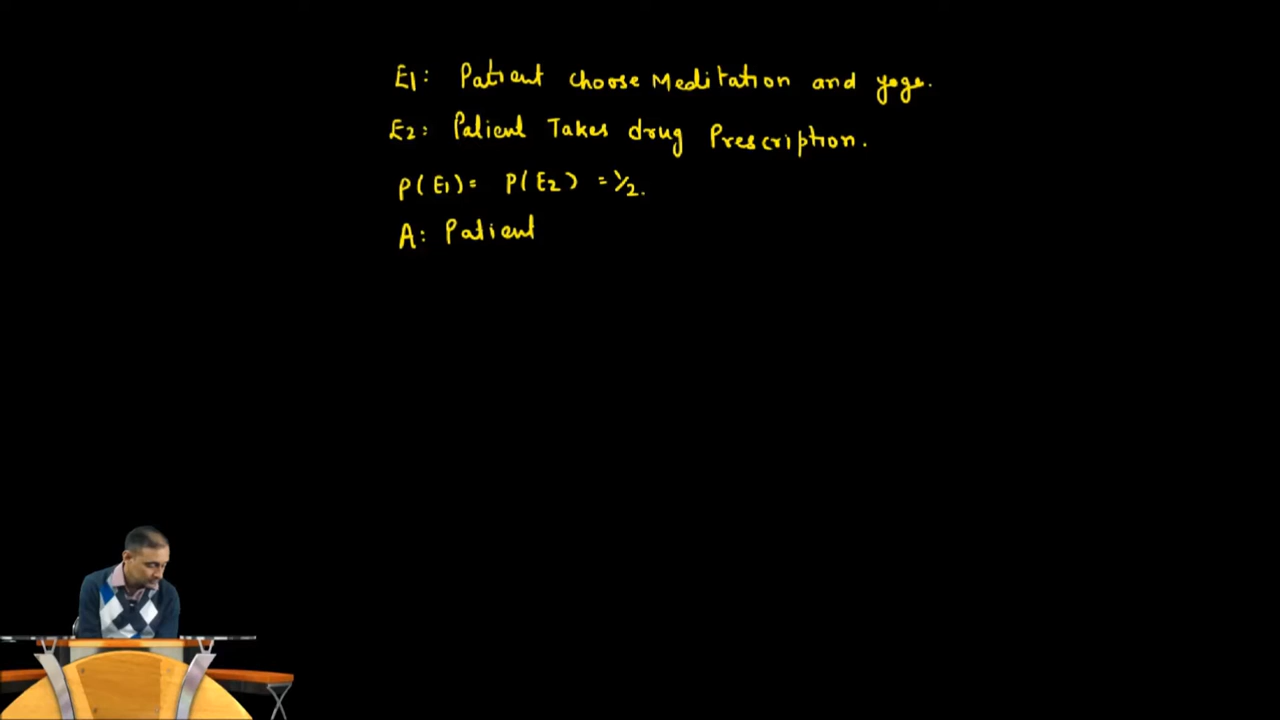 E1: Patient choose Meditation and yoga.
E2: Patient Takes drug Prescription.
P(E1)= P(E2) = 1/2.
A: Patient